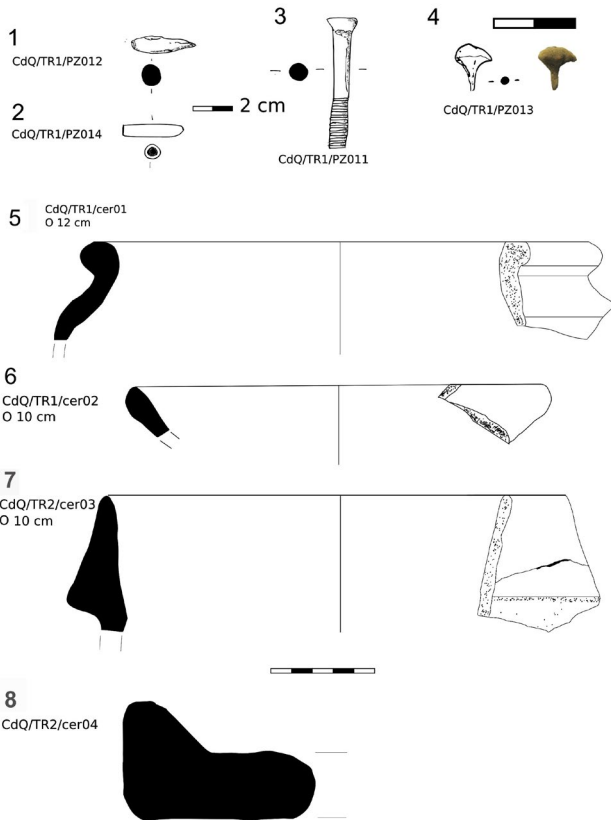 1
CdQ/TR1/PZ012
2
CdQ/TR1/PZ014
2 cm
3
CdQ/TR1/PZ011
4
CdQ/TR1/PZ013
5
CdQ/TR1/cer01
O 12 cm
6
CdQ/TR1/cer02
O 10 cm
7
CdQ/TR2/cer03
O 10 cm
8
CdQ/TR2/cer04